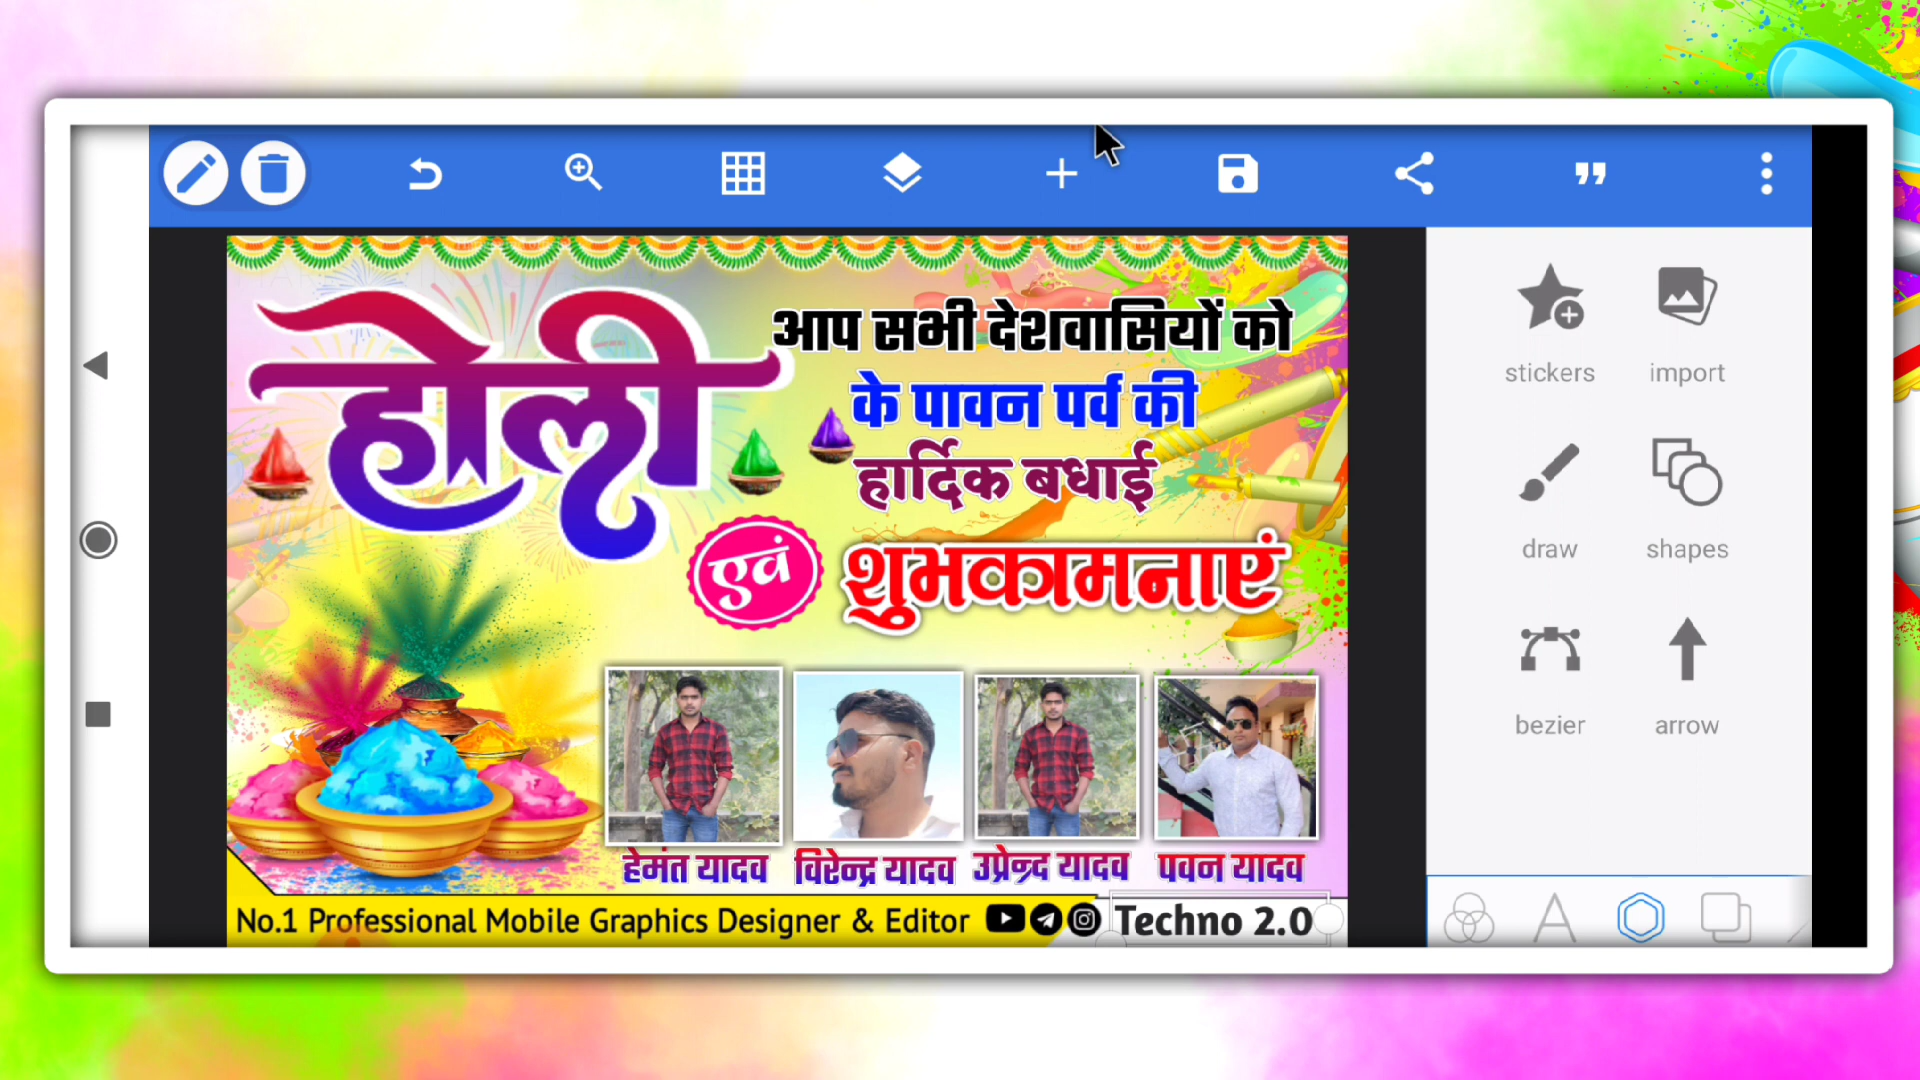 होली
आप सभी देशवासियों को
के पावन पर्व की
हार्दिक बधाई
एवं
शुभकामनाएं
हेमंत यादव
विरेन्द्र यादव
उप्रेन्द्र यादव
पवन यादव
No.1 Professional Mobile Graphics Designer & Editor
Techno 2.0
stickers
import
draw
shapes
bezier
arrow